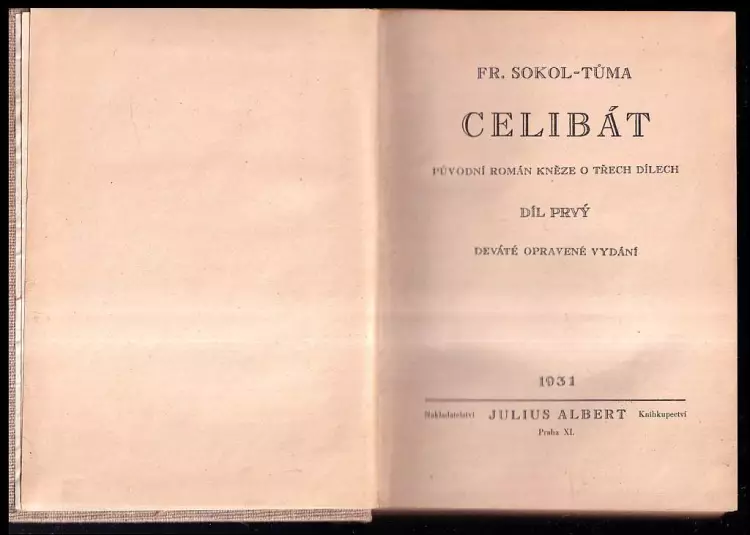 FR. SOKOL-TŮMA
CELIBÁT
PŮVODNÍ ROMÁN KNĚZE O TŘECH DÍLECH
DÍL PRVÝ
DEVÁTÉ OPRAVENÉ VYDÁNÍ
1931
Nakladatelství JULIUS ALBERT Knihkupectví
Praha XI.